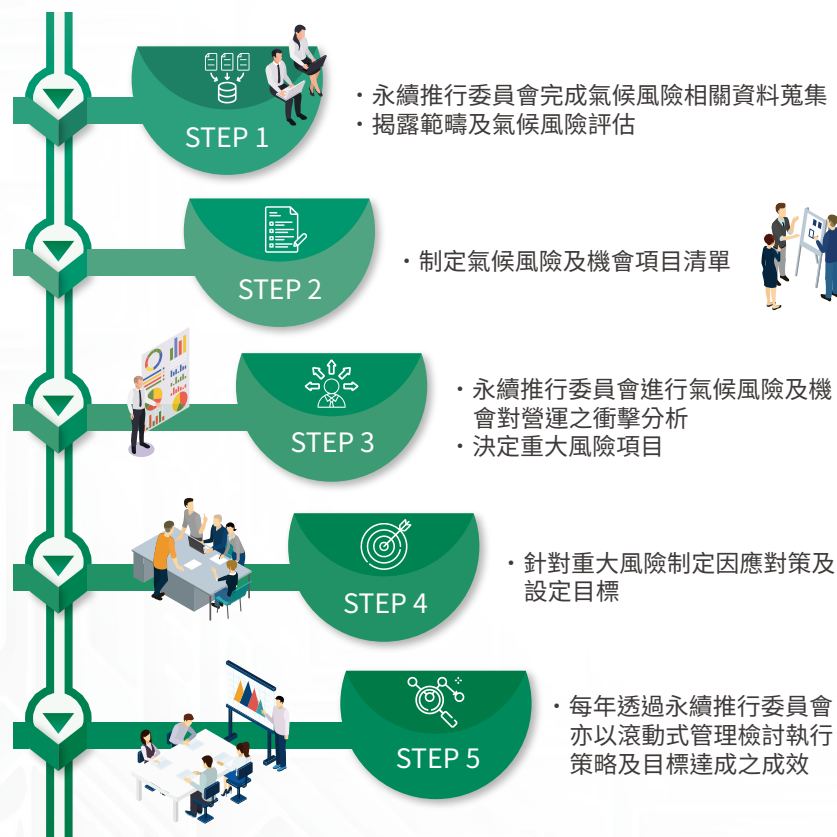 STEP 1
・永續推行委員會完成氣候風險相關資料蒐集
・揭露範疇及氣候風險評估
STEP 2
・制定氣候風險及機會項目清單
STEP 3
・永續推行委員會進行氣候風險及機
會對營運之衝擊分析
・決定重大風險項目
STEP 4
・針對重大風險制定因應對策及
設定目標
STEP 5
・每年透過永續推行委員會
亦以滾動式管理檢討執行
策略及目標達成之成效